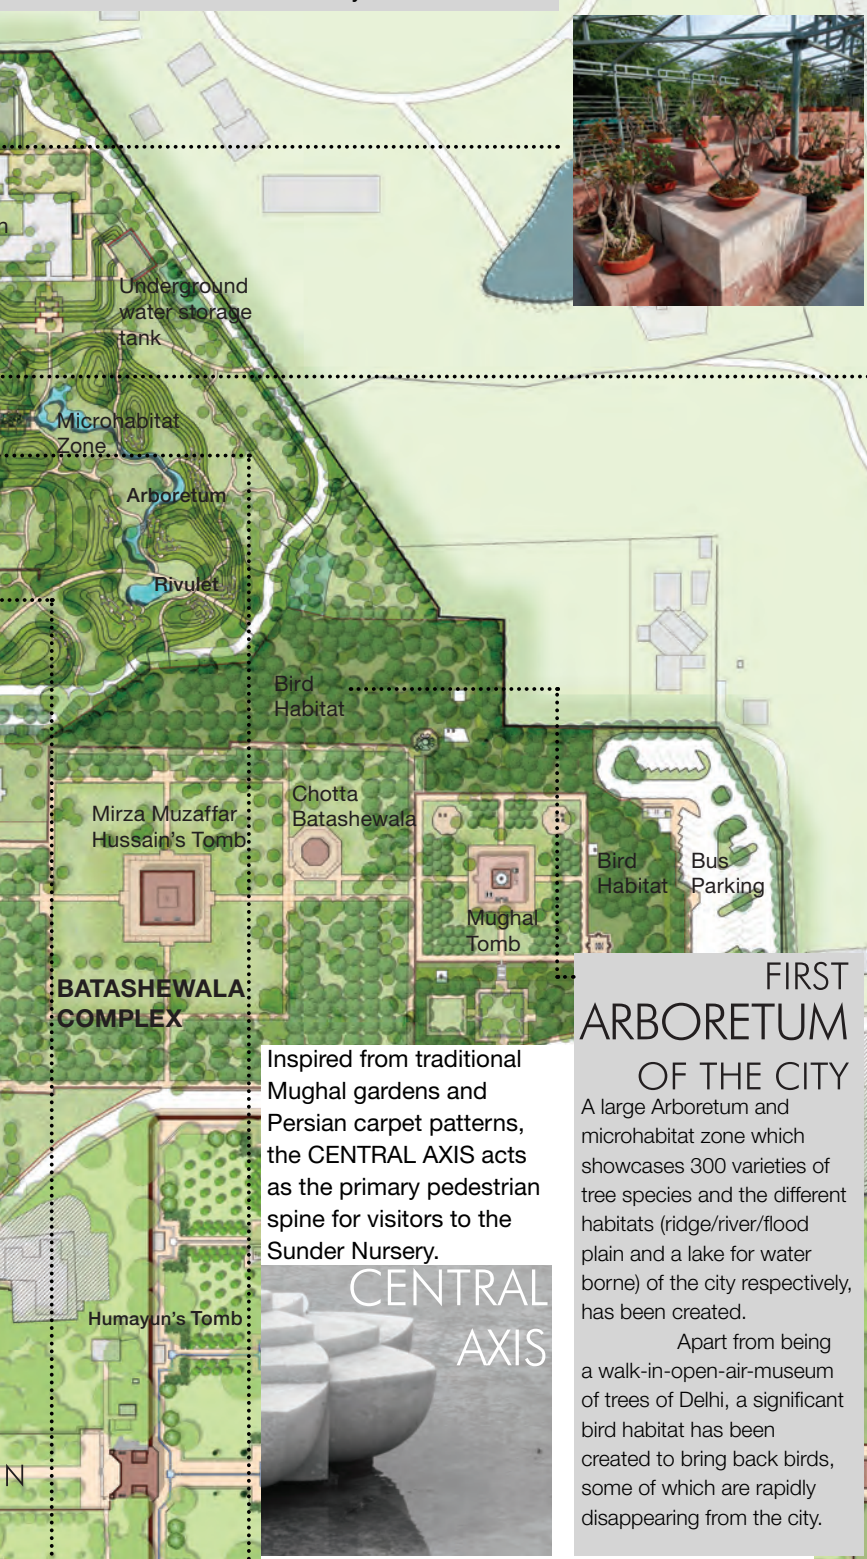 n
Underground
water storage
tank
Microhabitat
Zone
Arboretum
Rivulet
Bird
Habitat
Chotta
Batashewala
Mirza Muzaffar
Hussain's Tomb
Bird
Habitat
Bus
Parking
Mughal
Tomb
BATASHEWALA
COMPLEX
Inspired from traditional
Mughal gardens and
Persian carpet patterns,
the CENTRAL AXIS acts
as the primary pedestrian
spine for visitors to the
Sunder Nursery.
CENTRAL
AXIS
Humayun's Tomb
N
FIRST
ARBORETUM
OF THE CITY
A large Arboretum and
microhabitat zone which
showcases 300 varieties of
tree species and the different
habitats (ridge/river/flood
plain and a lake for water
borne) of the city respectively,
has been created.
Apart from being
a walk-in-open-air-museum
of trees of Delhi, a significant
bird habitat has been
created to bring back birds,
some of which are rapidly
disappearing from the city.